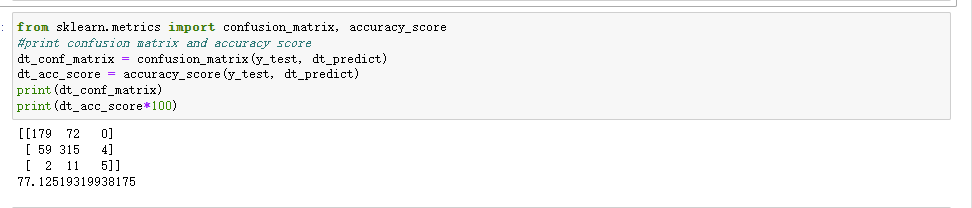 :
from sklearn.metrics import confusion_matrix, accuracy_score
#print confusion matrix and accuracy score
dt_conf_matrix = confusion_matrix(y_test, dt_predict)
dt_acc_score = accuracy_score(y_test, dt_predict)
print(dt_conf_matrix)
print(dt_acc_score*100)
[[179  72   0]
 [ 59 315   4]
 [  2  11   5]]
77.12519319938175